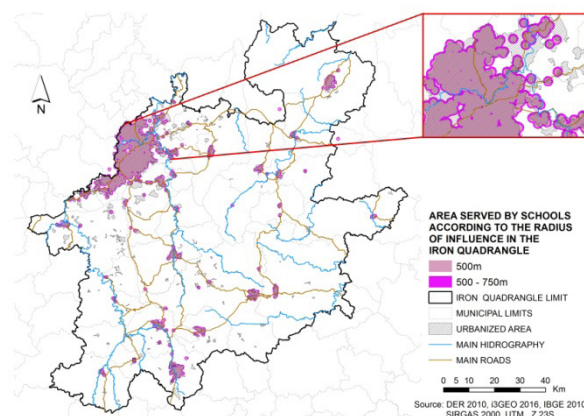 N
AREA SERVED BY SCHOOLS
ACCORDING TO THE RADIUS
OF INFLUENCE IN THE
IRON QUADRANGLE
500m
500 - 750m
IRON QUADRANGLE LIMIT
MUNICIPAL LIMITS
URBANIZED AREA
MAIN HIDROGRAPHY
MAIN ROADS
0 5 10 20 30 40
Km
Source: DER 2010, i3GEO 2016, IBGE 2010
SIRGAS 2000, UTM, Z 23S